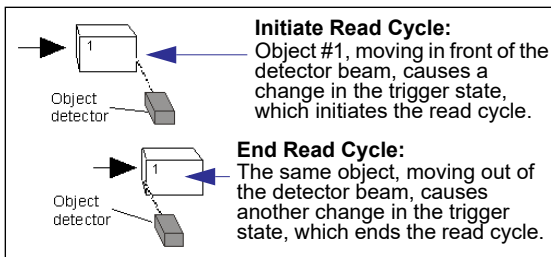 1
Initiate Read Cycle:
Object #1, moving in front of the
detector beam, causes a
change in the trigger state,
which initiates the read cycle.
Object
detector
1
End Read Cycle:
The same object, moving out of
the detector beam, causes
another change in the trigger
state, which ends the read cycle.
Object
detector